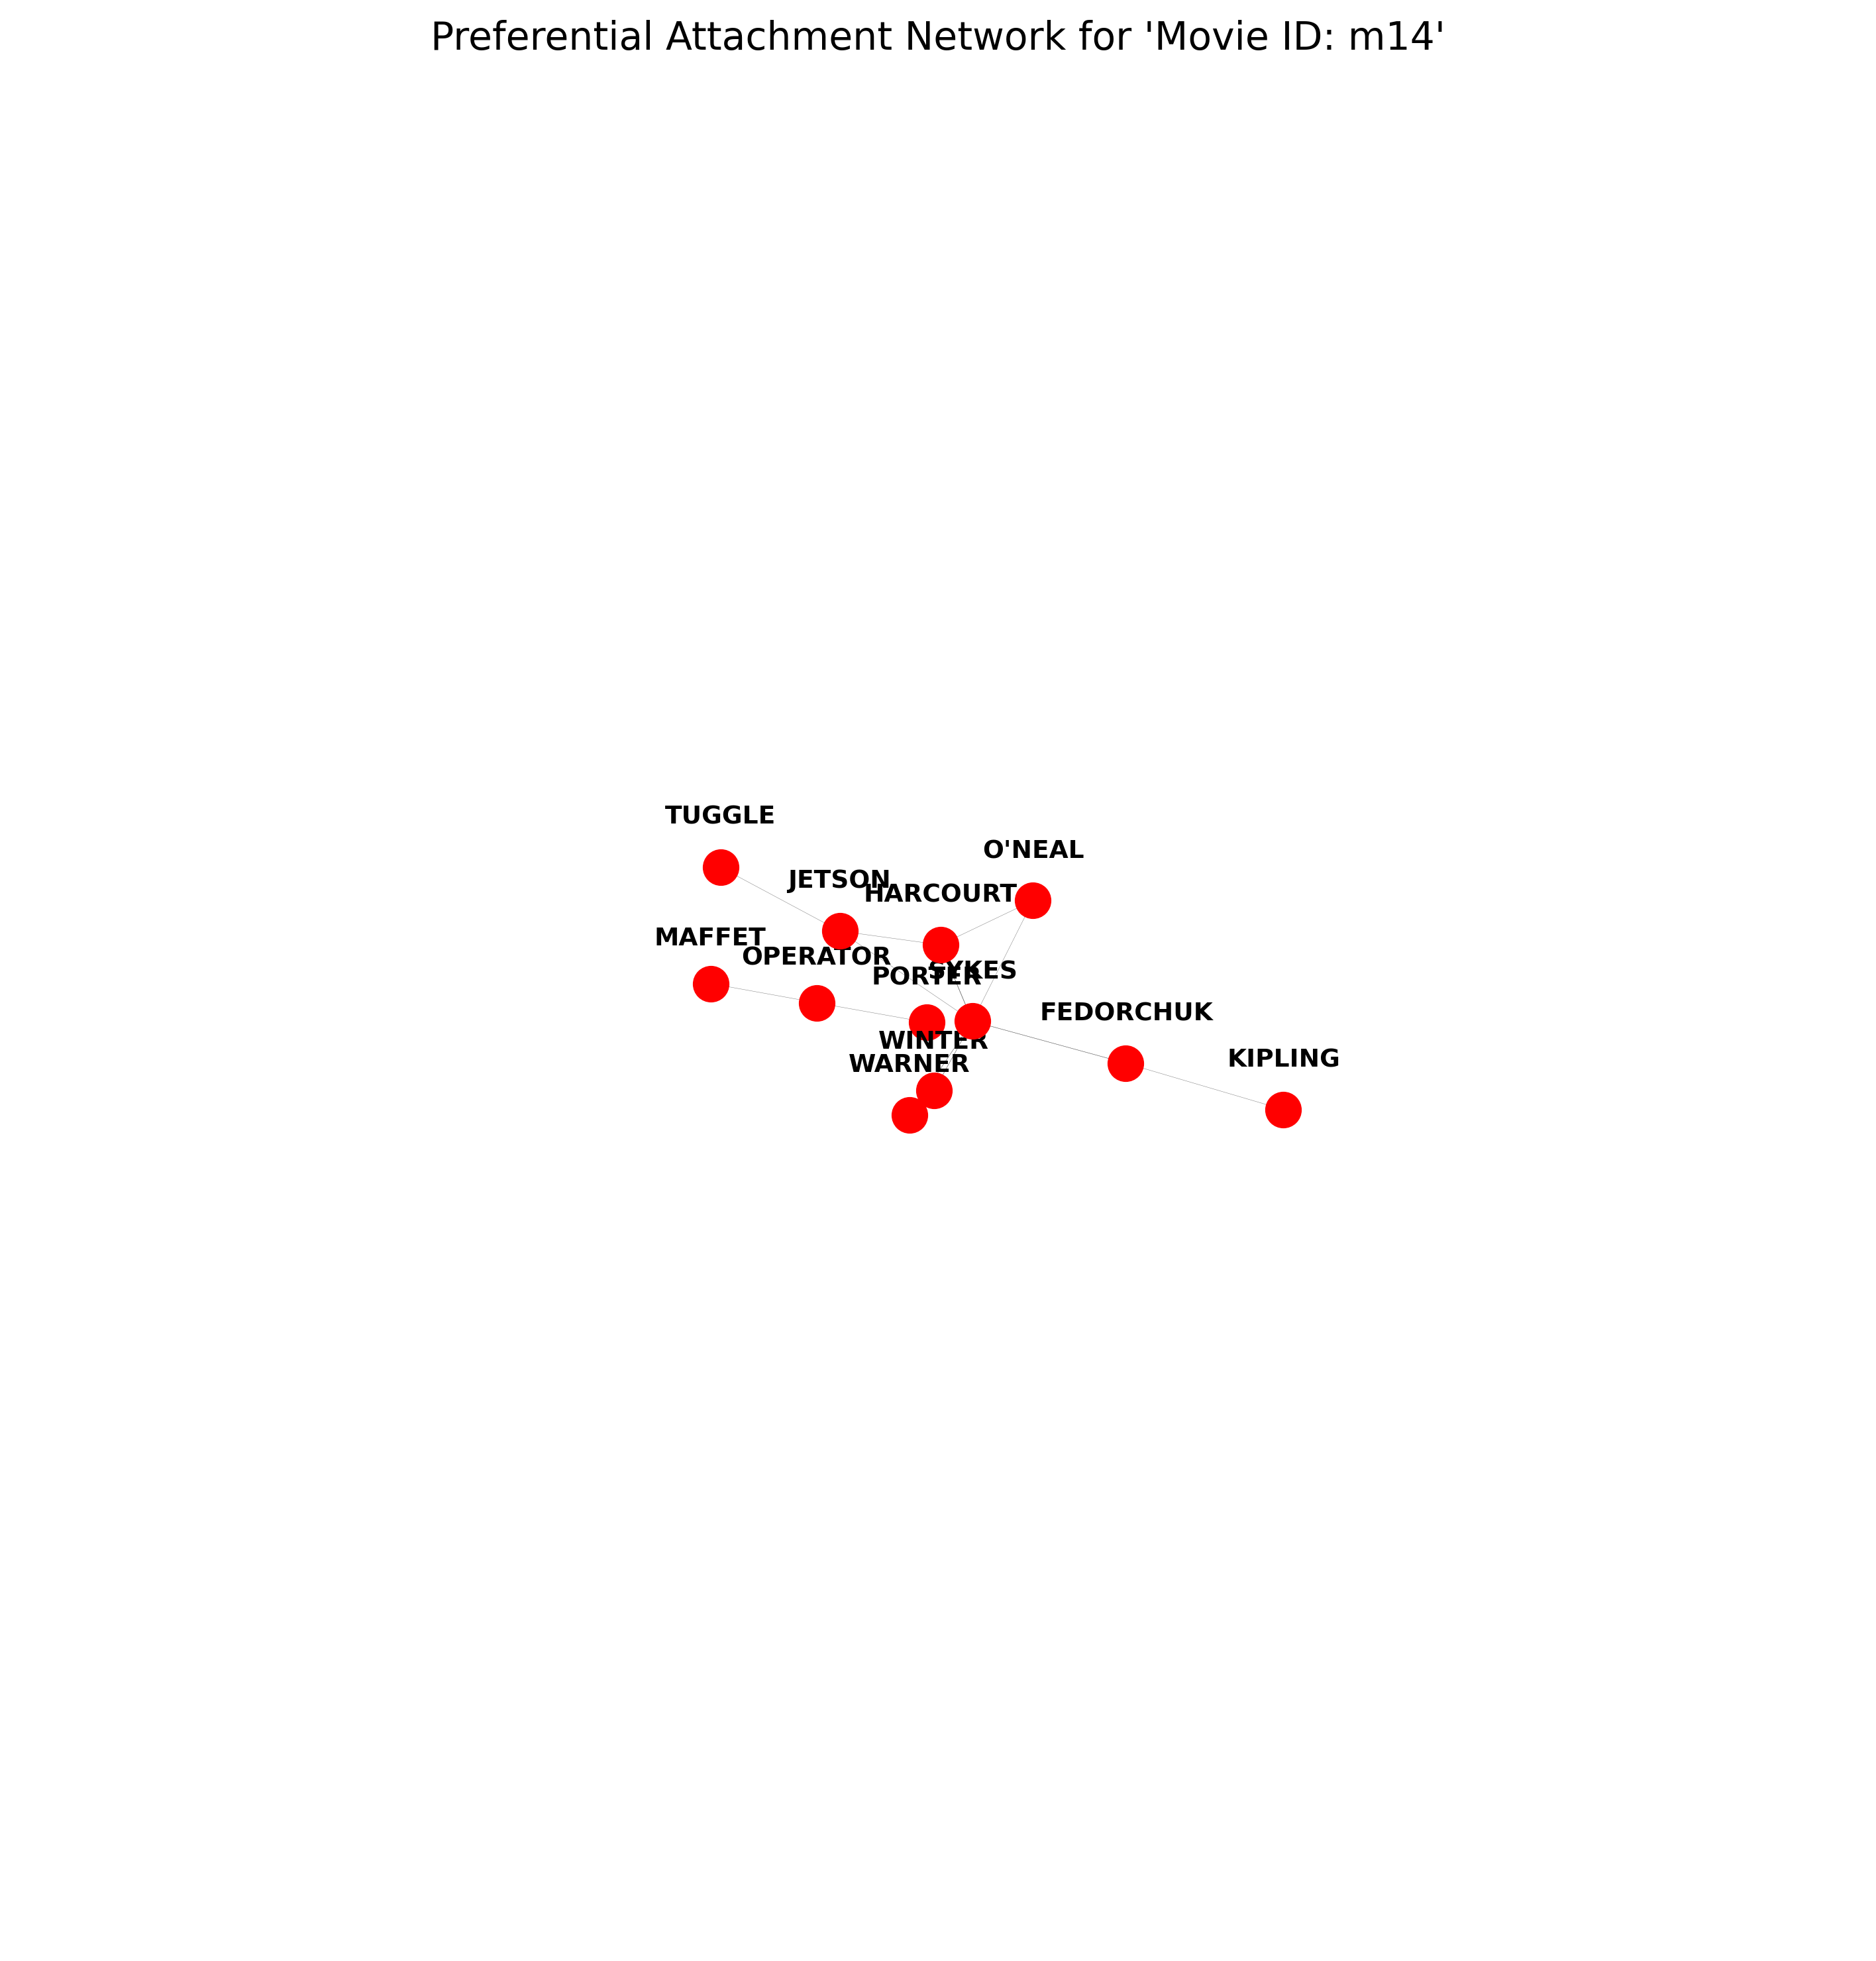 Preferential Attachment Network for 'Movie ID: m14'
TUGGLE
O'NEAL
JETSON
HARCOURT
MAFFET
OPERATOR
SYKES
PORTER
FEDORCHUK
WINTER
KIPLING
WARNER